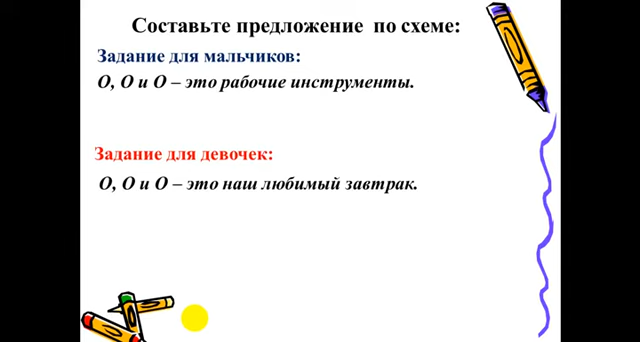 Составьте предложение по схеме:
Задание для мальчиков:
О, О и О – это рабочие инструменты.
Задание для девочек:
О, О и О – это наш любимый завтрак.